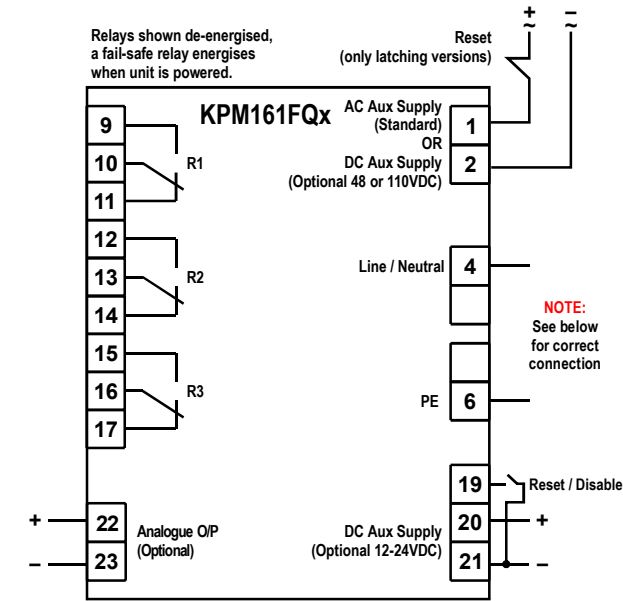 + –
~ ~
Relays shown de-energised,
a fail-safe relay energises
when unit is powered.
Reset
(only latching versions)
KPM161FQx
AC Aux Supply
(Standard)
OR
DC Aux Supply
(Optional 48 or 110VDC)
1
2
9
10
11
R1
12
13
14
R2
15
16
17
R3
Line / Neutral
4
NOTE:
See below
for correct
connection
PE
6
19
Reset / Disable
20
+
21
–
DC Aux Supply
(Optional 12-24VDC)
+
22
–
23
Analogue O/P
(Optional)